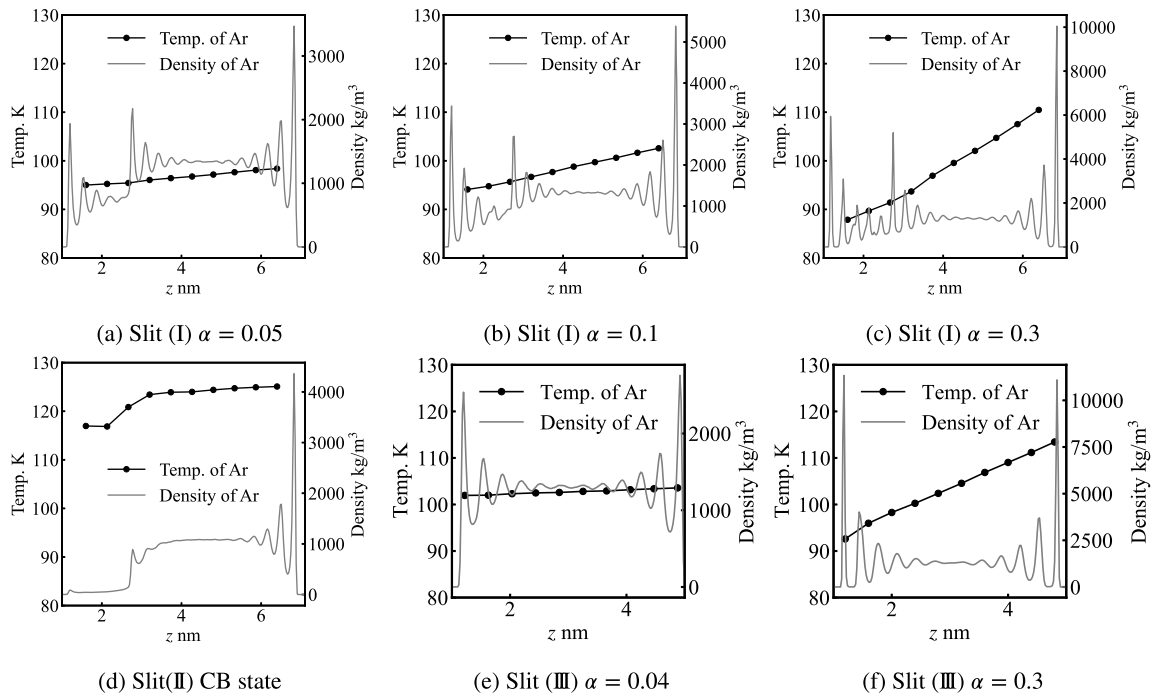 130
120
110
100
90
80
Temp. K
Temp. of Ar
Density of Ar
3000
2000
1000
0
Density kg/m³
2
4
6
z nm
(a) Slit (Ⅰ) α = 0.05
130
120
110
100
90
80
Temp. K
Temp. of Ar
Density of Ar
5000
4000
3000
2000
1000
0
Density kg/m³
2
4
6
z nm
(b) Slit (Ⅰ) α = 0.1
130
120
110
100
90
80
Temp. K
Temp. of Ar
Density of Ar
10000
8000
6000
4000
2000
0
Density kg/m³
2
4
6
z nm
(c) Slit (Ⅰ) α = 0.3
130
120
110
100
90
80
Temp. K
Temp. of Ar
Density of Ar
4000
3000
2000
1000
0
Density kg/m³
2
4
6
z nm
(d) Slit(Ⅱ) CB state
130
120
110
100
90
80
Temp. K
Temp. of Ar
Density of Ar
2000
1000
0
Density kg/m³
2
4
z nm
(e) Slit (Ⅲ) α = 0.04
130
120
110
100
90
80
Temp. K
Temp. of Ar
Density of Ar
10000
7500
5000
2500
0
Density kg/m³
2
4
z nm
(f) Slit (Ⅲ) α = 0.3